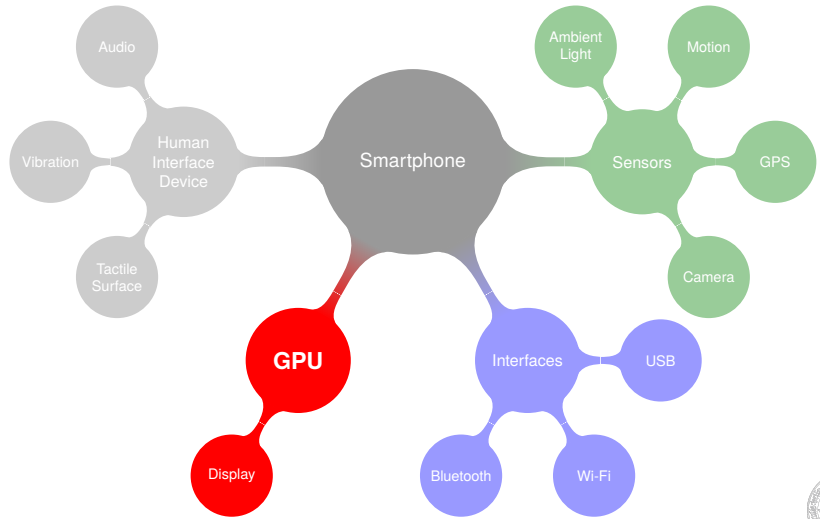 Audio
Ambient
Light
Motion
Human
Interface
Device
Vibration
Smartphone
Sensors
GPS
Tactile
Surface
Camera
GPU
Interfaces
USB
Display
Bluetooth
Wi-Fi